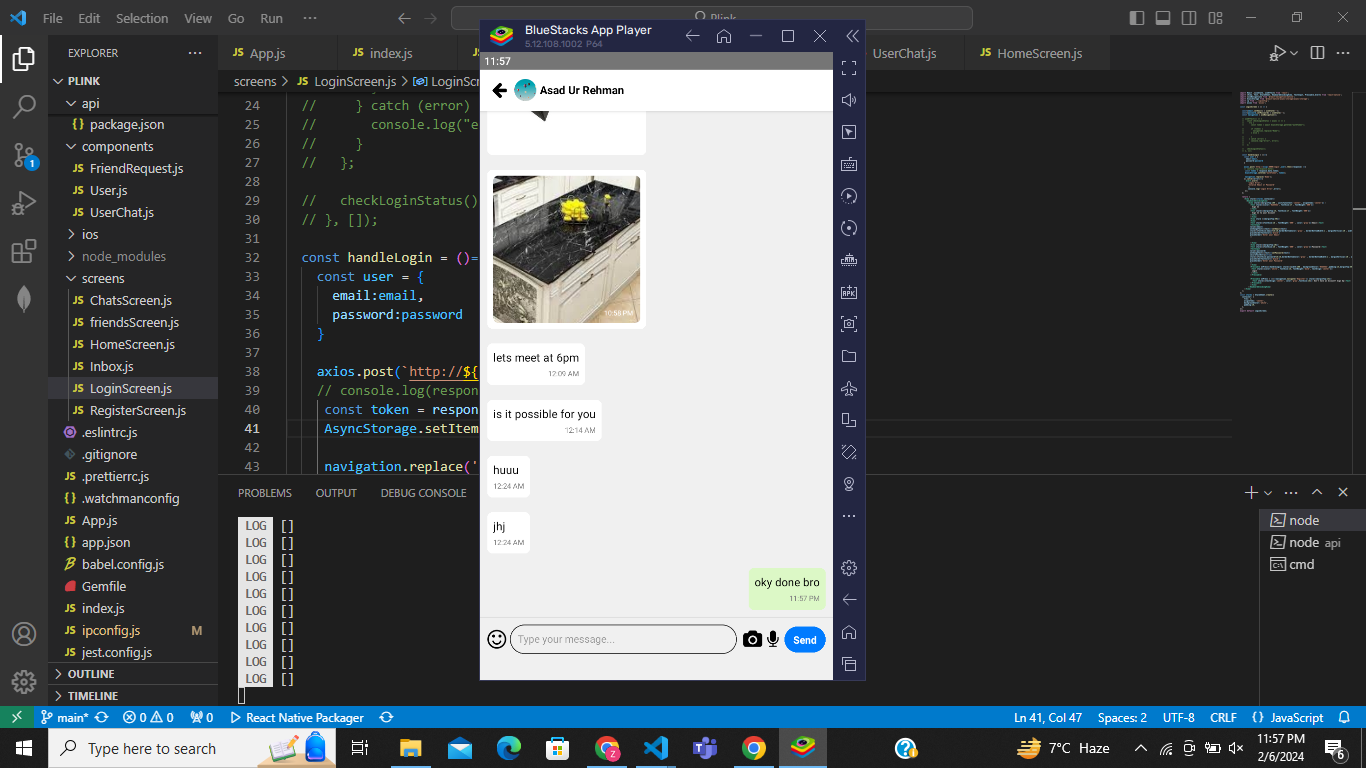 File Edit Selection View Go Run ···
Plink
BlueStacks App Player
5.12.108.1002 P64
EXPLORER
PLINK
api
package.json
components
FriendRequest.js
User.js
UserChat.js
ios
node_modules
screens
ChatsScreen.js
friendsScreen.js
HomeScreen.js
Inbox.js
LoginScreen.js
RegisterScreen.js
.eslintrc.js
.gitignore
.prettierrc.js
.watchmanconfig
App.js
app.json
babel.config.js
Gemfile
index.js
ipconfig.js M
jest.config.js
OUTLINE
TIMELINE
1
JS App.js
JS index.js
UserChat.js
JS HomeScreen.js
screens > JS LoginScreen.js > LoginScr
24 // } catch (error)
25 // console.log("e
26 // }
27 // };
28
29 // checkLoginStatus()
30 // }, []);
31
32 const handleLogin = ()=
33 const user = {
34 email:email,
35 password:password
36 }
37
38 axios.post(`http://${
39 // console.log(respon
40 const token = respon
41 AsyncStorage.setItem
42
43 navigation.replace('
PROBLEMS OUTPUT DEBUG CONSOLE
LOG []
LOG []
LOG []
LOG []
LOG []
LOG []
LOG []
LOG []
LOG []
LOG []
11:57
Asad Ur Rehman
10:56 PM
lets meet at 6pm
12:09 AM
is it possible for you
12:14 AM
huuu
12:24 AM
jhj
12:24 AM
oky done bro
11:57 PM
Type your message...
Send
node
node api
cmd
main* 0 0 0 React Native Packager
Ln 41, Col 47 Spaces: 2 UTF-8 CRLF {} JavaScript
Type here to search
7°C Haze
11:57 PM
2/6/2024
6